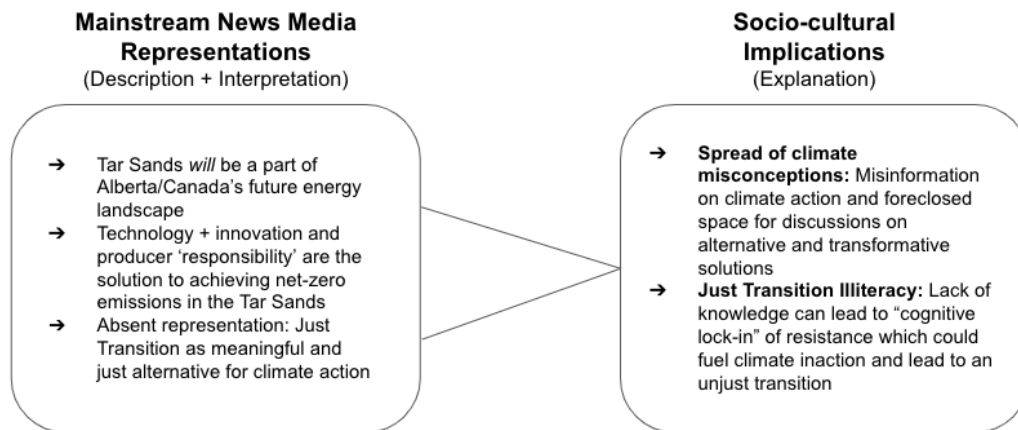 Mainstream News Media
Representations
(Description + Interpretation)
➔ Tar Sands will be a part of
Alberta/Canada's future energy
landscape
➔ Technology + innovation and
producer 'responsibility' are the
solution to achieving net-zero
emissions in the Tar Sands
➔ Absent representation: Just
Transition as meaningful and
just alternative for climate action
Socio-cultural
Implications
(Explanation)
➔ Spread of climate
misconceptions: Misinformation
on climate action and foreclosed
space for discussions on
alternative and transformative
solutions
➔ Just Transition Illiteracy: Lack of
knowledge can lead to “cognitive
lock-in” of resistance which could
fuel climate inaction and lead to an
unjust transition